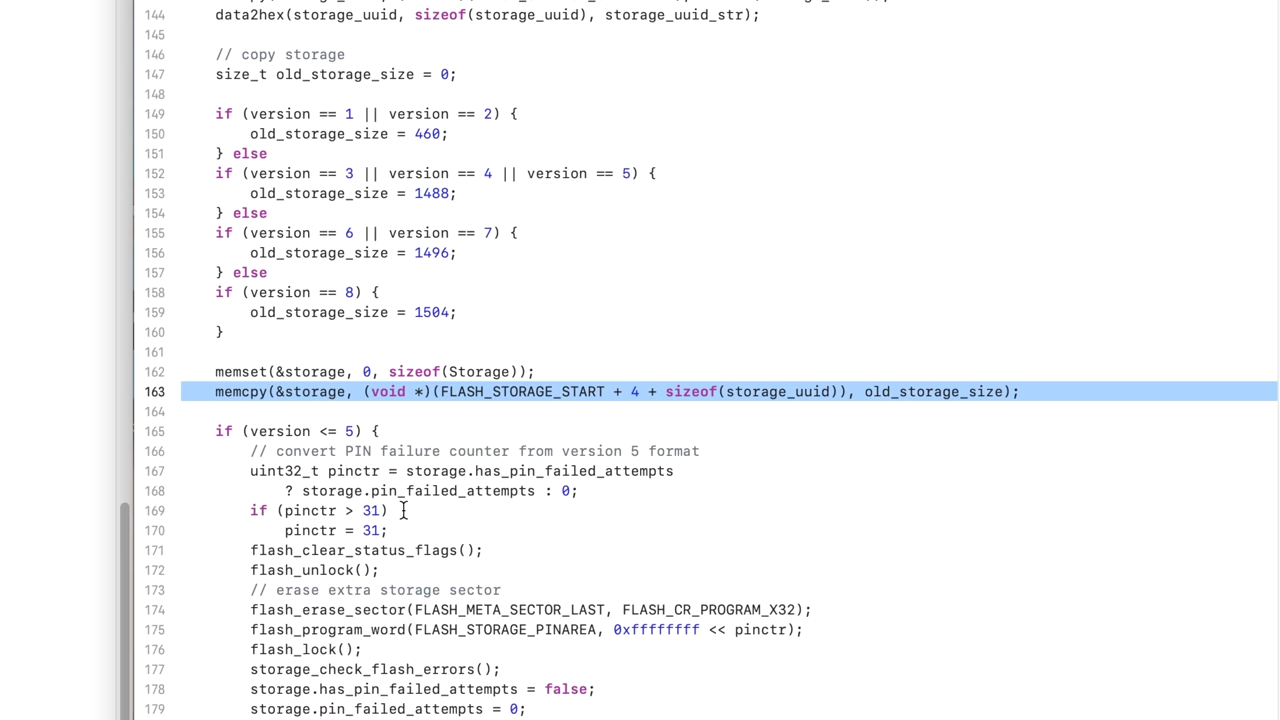 144 data2hex(storage_uuid, sizeof(storage_uuid), storage_uuid_str);
145
146 // copy storage
147 size_t old_storage_size = 0;
148
149 if (version == 1 || version == 2) {
150 old_storage_size = 460;
151 } else
152 if (version == 3 || version == 4 || version == 5) {
153 old_storage_size = 1488;
154 } else
155 if (version == 6 || version == 7) {
156 old_storage_size = 1496;
157 } else
158 if (version == 8) {
159 old_storage_size = 1504;
160 }
161
162 memset(&storage, 0, sizeof(Storage));
163 memcpy(&storage, (void *)(FLASH_STORAGE_START + 4 + sizeof(storage_uuid)), old_storage_size);
164
165 if (version <= 5) {
166 // convert PIN failure counter from version 5 format
167 uint32_t pinctr = storage.has_pin_failed_attempts
168 ? storage.pin_failed_attempts : 0;
169 if (pinctr > 31)
170 pinctr = 31;
171 flash_clear_status_flags();
172 flash_unlock();
173 // erase extra storage sector
174 flash_erase_sector(FLASH_META_SECTOR_LAST, FLASH_CR_PROGRAM_X32);
175 flash_program_word(FLASH_STORAGE_PINAREA, 0xffffffff << pinctr);
176 flash_lock();
177 storage_check_flash_errors();
178 storage.has_pin_failed_attempts = false;
179 storage.pin_failed_attempts = 0;